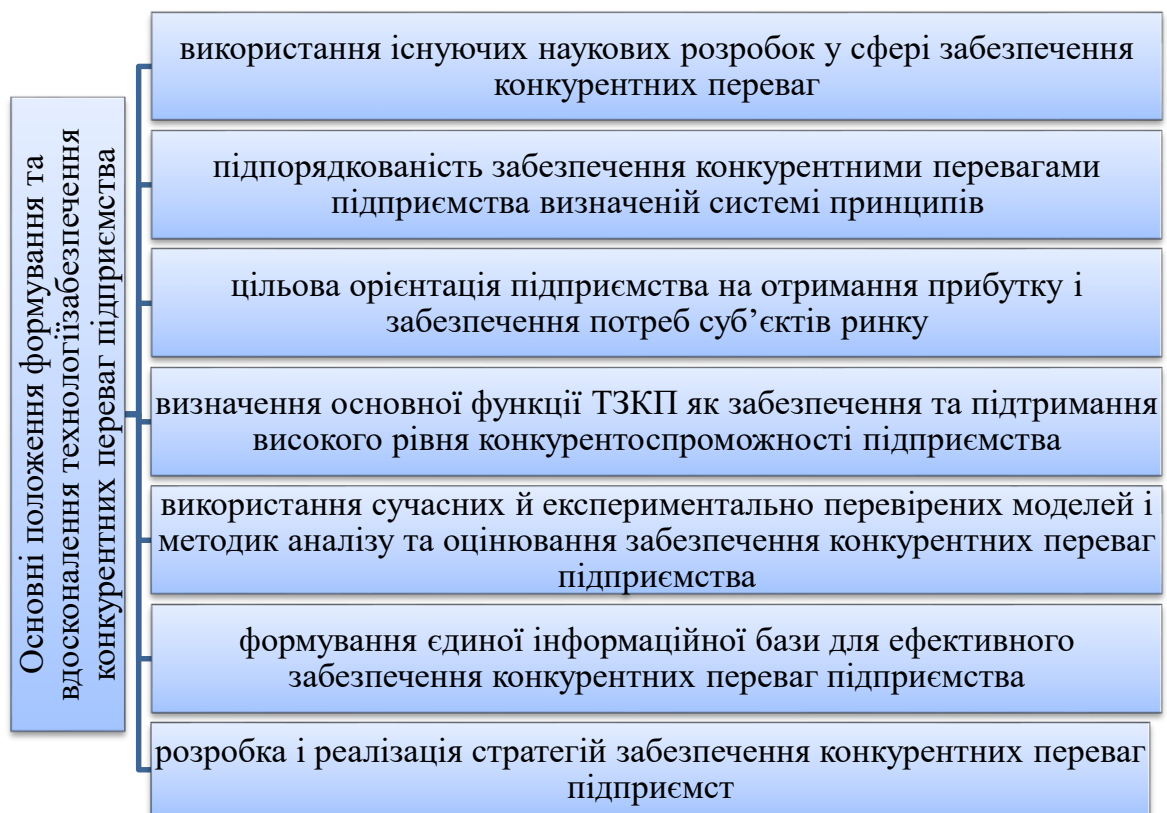 Основні положення формування та
вдосконалення технологіїзабезпечення
конкурентних переваг підприємства
використання існуючих наукових розробок у сфері забезпечення
конкурентних переваг
підпорядкованість забезпечення конкурентними перевагами
підприємства визначеній системі принципів
цільова орієнтація підприємства на отримання прибутку і
забезпечення потреб суб’єктів ринку
визначення основної функції ТЗКП як забезпечення та підтримання
високого рівня конкурентоспроможності підприємства
використання сучасних й експериментально перевірених моделей і
методик аналізу та оцінювання забезпечення конкурентних переваг
підприємства
формування єдиної інформаційної бази для ефективного
забезпечення конкурентних переваг підприємства
розробка і реалізація стратегій забезпечення конкурентних переваг
підприємст